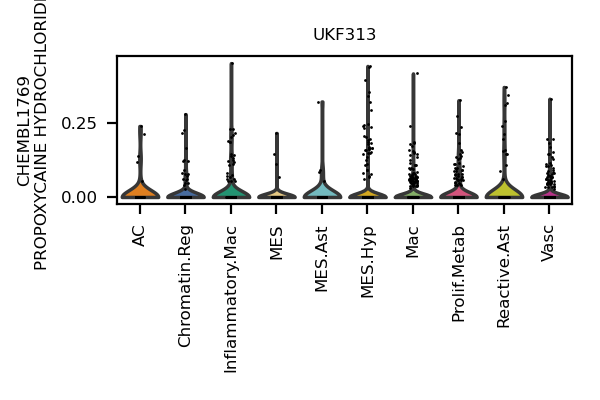 UKF313
CHEMBL1769
PROPOXYCAINE HYDROCHLORIDE
0.25
0.00
AC
Chromatin.Reg
Inflammatory.Mac
MES
MES.Ast
MES.Hyp
Mac
Prolif.Metab
Reactive.Ast
Vasc